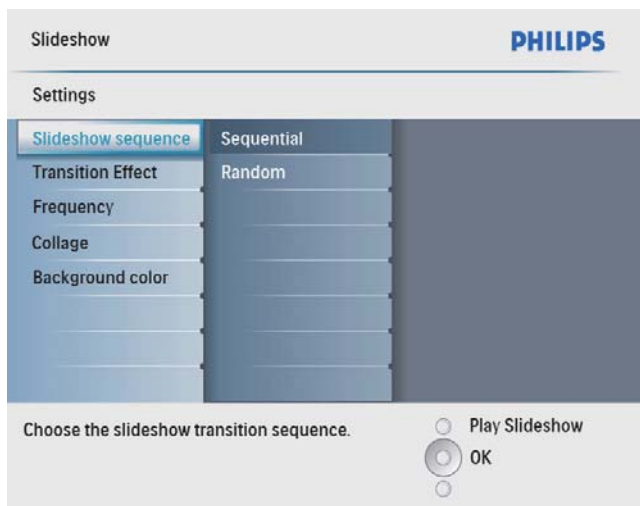 Slideshow
PHILIPS
Settings
Slideshow sequence
Sequential
Transition Effect
Random
Frequency
Collage
Background color
Choose the slideshow transition sequence.
Play Slideshow
OK